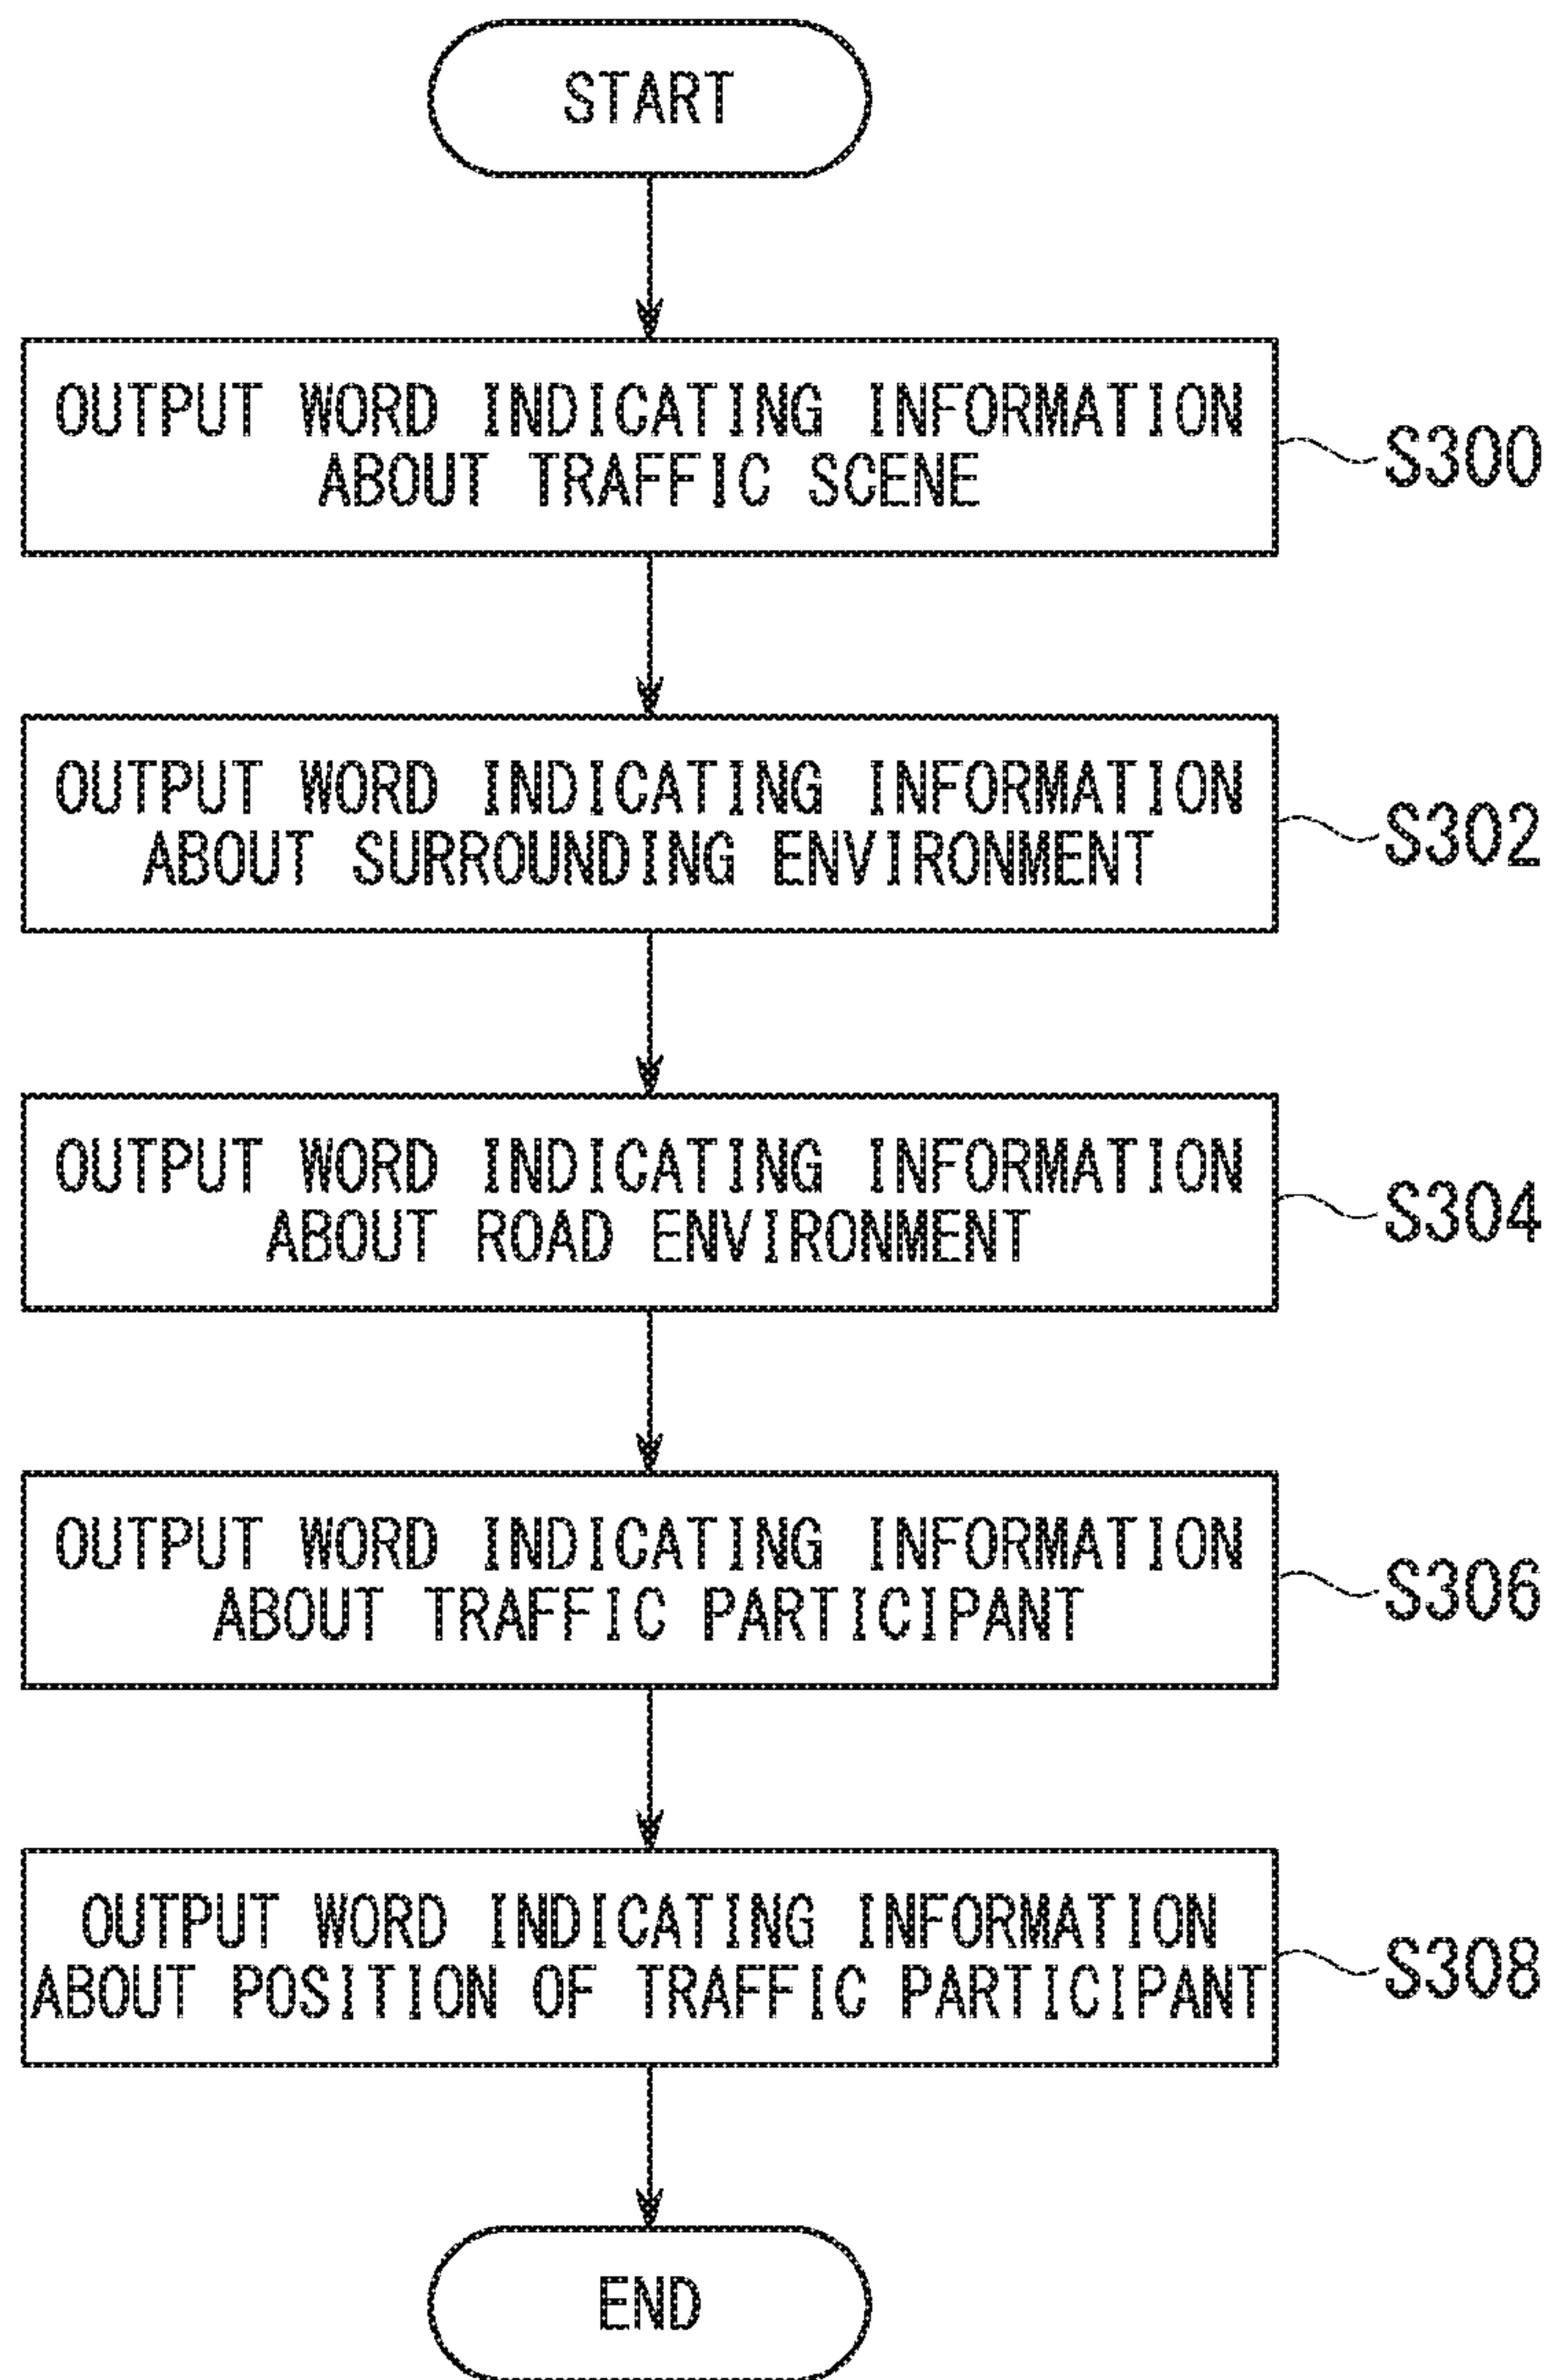 START
OUTPUT WORD INDICATING INFORMATION
ABOUT TRAFFIC SCENE
S300
OUTPUT WORD INDICATING INFORMATION
ABOUT SURROUNDING ENVIRONMENT
S302
OUTPUT WORD INDICATING INFORMATION
ABOUT ROAD ENVIRONMENT
S304
OUTPUT WORD INDICATING INFORMATION
ABOUT TRAFFIC PARTICIPANT
S306
OUTPUT WORD INDICATING INFORMATION
ABOUT POSITION OF TRAFFIC PARTICIPANT
S308
END